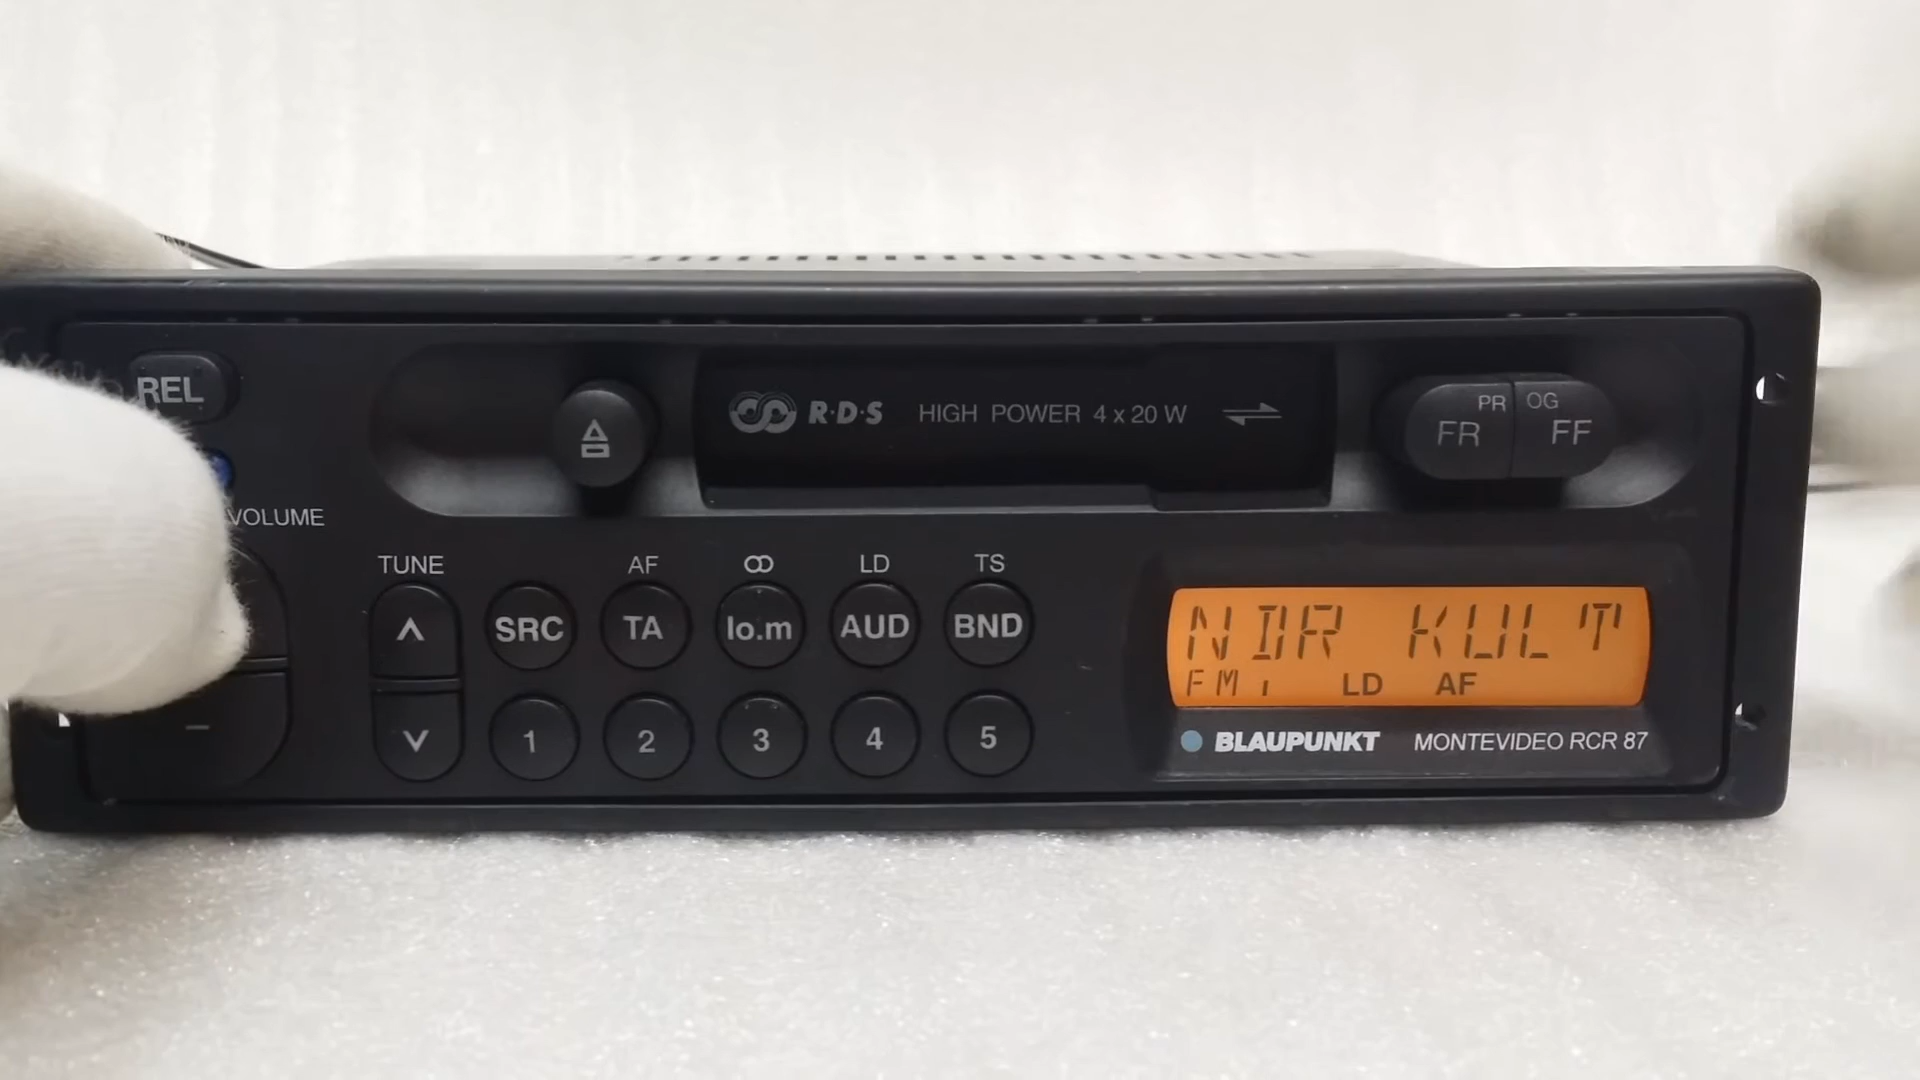 REL
VOLUME
R·D·S HIGH POWER 4 x 20 W
PR OG
FR FF
TUNE AF LD TS
SRC TA lo.m AUD BND
1 2 3 4 5
NDR KULT
FM LD AF
BLAUPUNKT MONTEVIDEO RCR 87